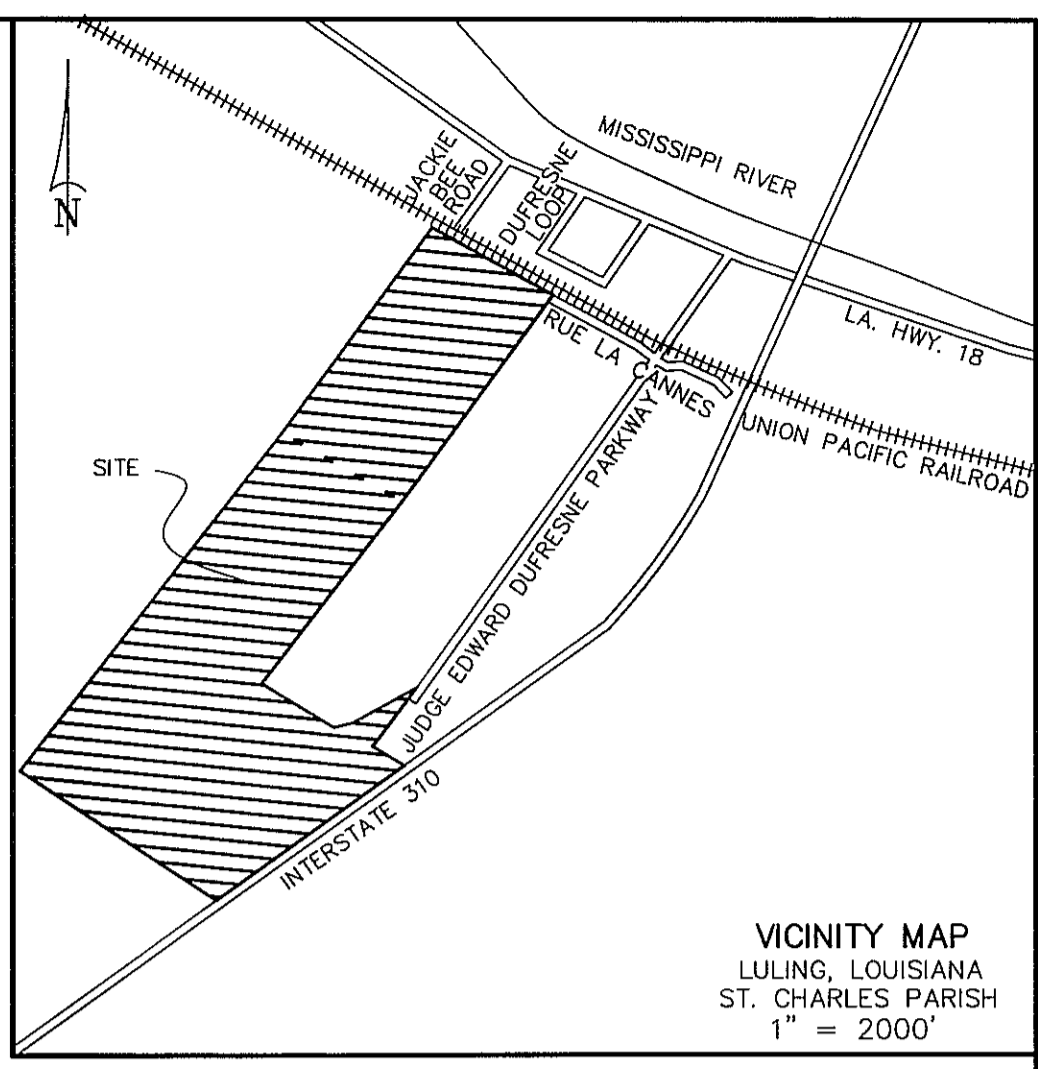 MISSISSIPPI RIVER
JACKIE
BEE
ROAD
DUFRESNE
LOOP
N
LA. HWY. 18
RUE LA CANNES
UNION PACIFIC RAILROAD
SITE
JUDGE EDWARD DUFRESNE PARKWAY
INTERSTATE 310
VICINITY MAP
LULING, LOUISIANA
ST. CHARLES PARISH
1" = 2000'